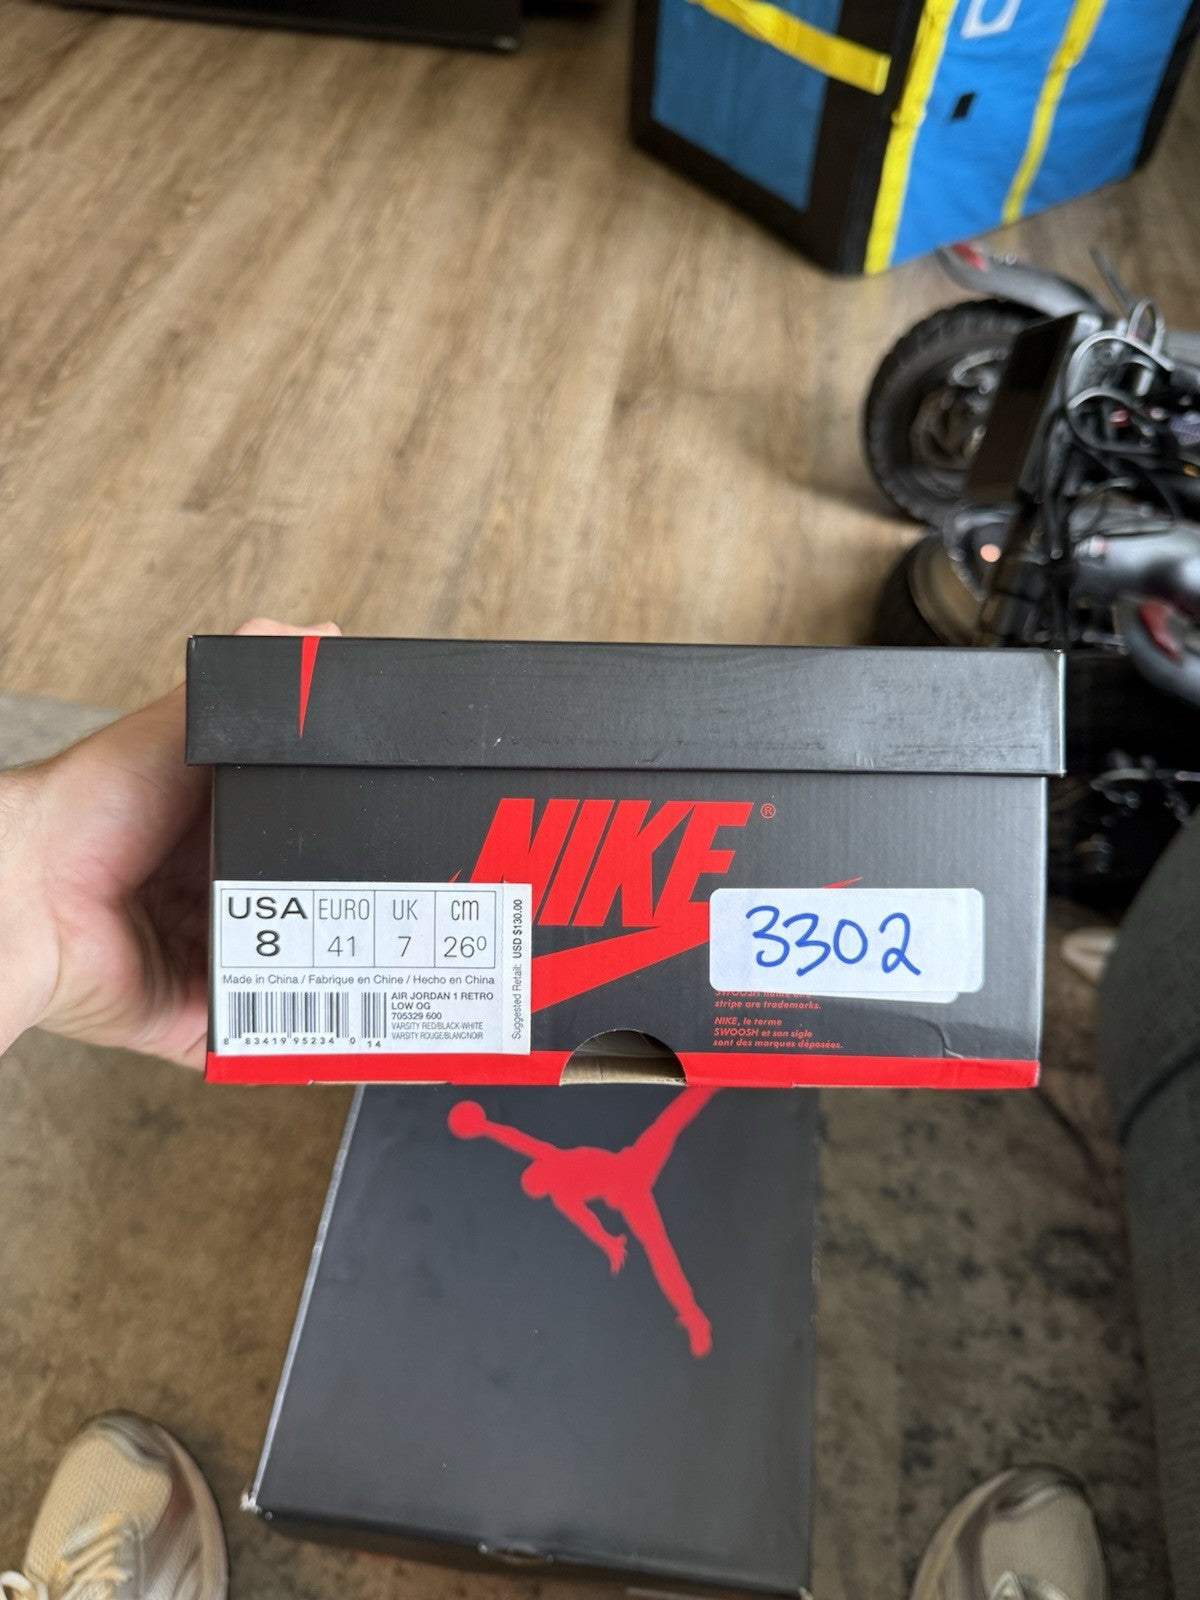 NIKE®
USA EURO UK cm
8 41 7 26⁰
Made in China / Fabrique en Chine / Hecho en China
AIR JORDAN 1 RETRO
LOW OG
705329 600
VARSITY RED/BLACK-WHITE
VARSITY ROUGE/BLANC/NOIR
8 83419 95234 0 14
Suggested Retail: USD $130.00
3302
SWOOSH name and
stripe are trademarks.
NIKE, le terme
SWOOSH et son sigle
sont des marques déposées.